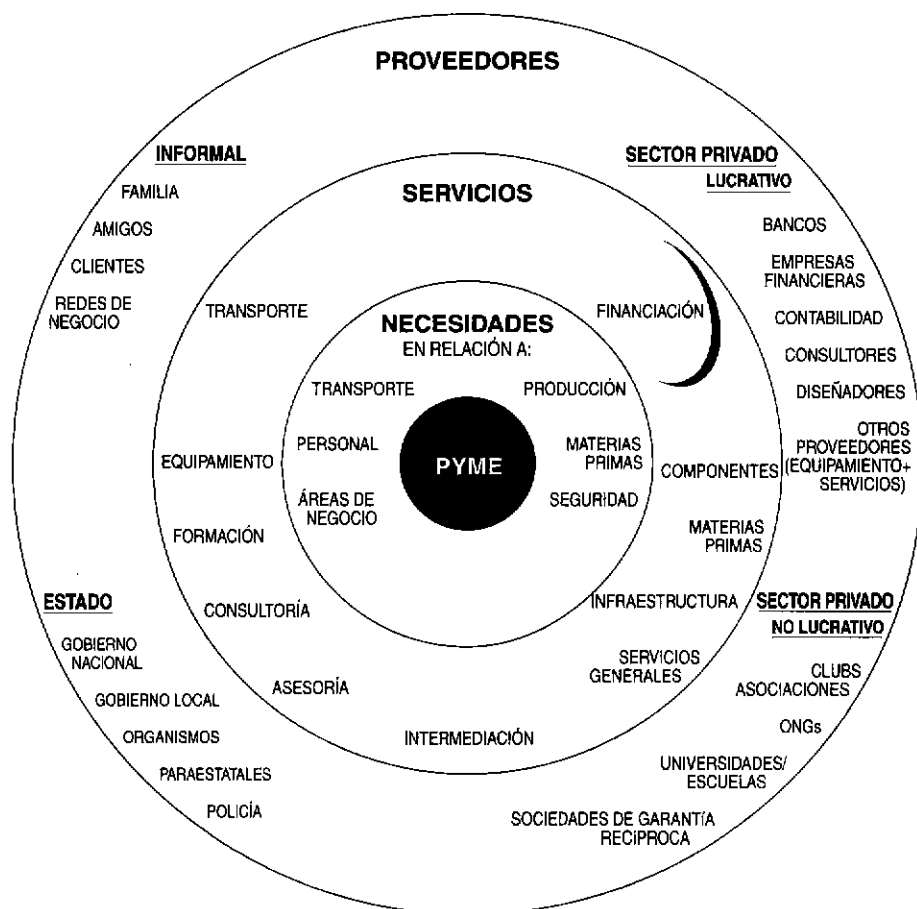 PROVEEDORES
INFORMAL
FAMILIA
AMIGOS
CLIENTES
REDES DE
NEGOCIO
SECTOR PRIVADO
LUCRATIVO
BANCOS
EMPRESAS
FINANCIERAS
CONTABILIDAD
CONSULTORES
DISEÑADORES
OTROS
PROVEEDORES
(EQUIPAMIENTO+
SERVICIOS)
SERVICIOS
TRANSPORTE
FINANCIACIÓN
EQUIPAMIENTO
COMPONENTES
FORMACIÓN
MATERIAS
PRIMAS
CONSULTORÍA
INFRAESTRUCTURA
ASESORÍA
SERVICIOS
GENERALES
INTERMEDIACIÓN
NECESIDADES
EN RELACIÓN A:
TRANSPORTE
PRODUCCIÓN
PERSONAL
MATERIAS
PRIMAS
ÁREAS DE
NEGOCIO
SEGURIDAD
PYME
ESTADO
GOBIERNO
NACIONAL
GOBIERNO LOCAL
ORGANISMOS
PARAESTATALES
POLICÍA
SECTOR PRIVADO
NO LUCRATIVO
CLUBS
ASOCIACIONES
ONGs
UNIVERSIDADES/
ESCUELAS
SOCIEDADES DE GARANTÍA
RECÍPROCA